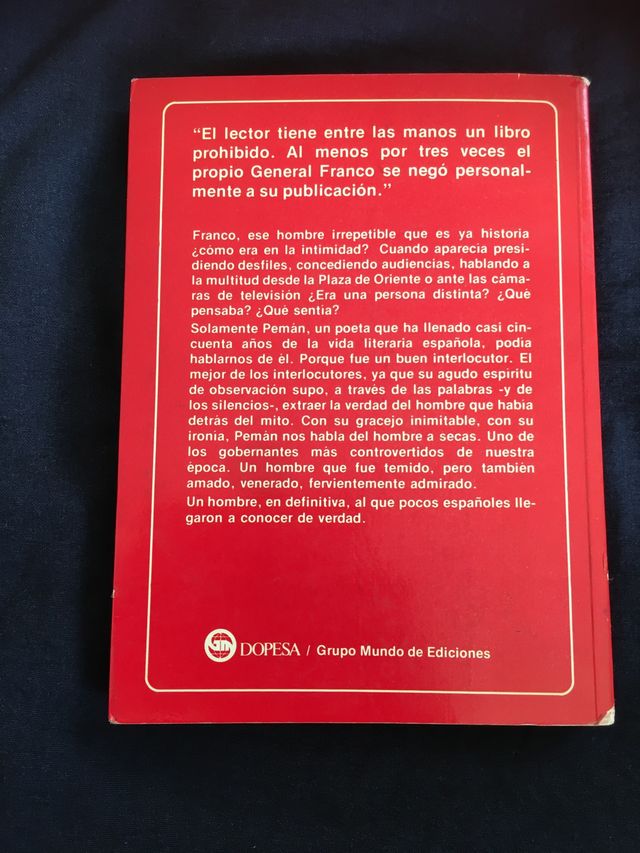 “El lector tiene entre las manos un libro
prohibido. Al menos por tres veces el
propio General Franco se negó personal-
mente a su publicación.”
Franco, ese hombre irrepetible que es ya historia
¿cómo era en la intimidad? Cuando aparecía presi-
diendo desfiles, concediendo audiencias, hablando a
la multitud desde la Plaza de Oriente o ante las cáma-
ras de televisión ¿Era una persona distinta? ¿Qué
pensaba? ¿Qué sentía?
Solamente Pemán, un poeta que ha llenado casi cin-
cuenta años de la vida literaria española, podía
hablarnos de él. Porque fue un buen interlocutor. El
mejor de los interlocutores, ya que su agudo espíritu
de observación supo, a través de las palabras -y de
los silencios-, extraer la verdad del hombre que había
detrás del mito. Con su gracejo inimitable, con su
ironía, Pemán nos habla del hombre a secas. Uno de
los gobernantes más controvertidos de nuestra
época. Un hombre que fue temido, pero también
amado, venerado, fervientemente admirado.
Un hombre, en definitiva, al que pocos españoles lle-
garon a conocer de verdad.
DOPESA / Grupo Mundo de Ediciones